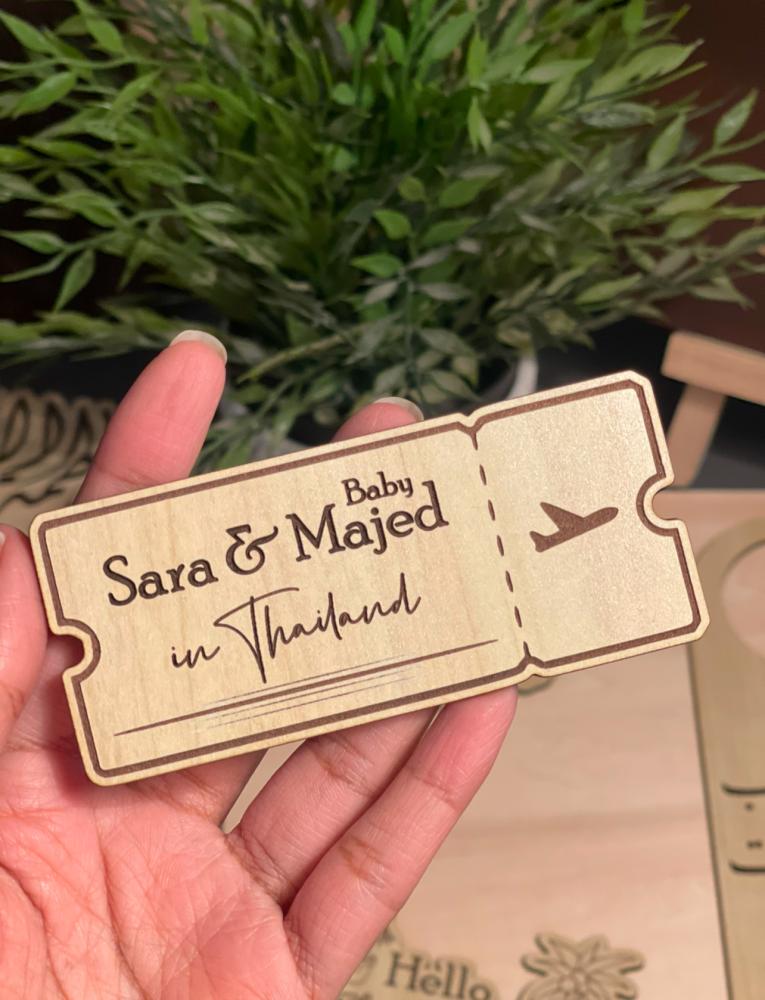 Baby
Sara & Majed
in Thailand
Hello